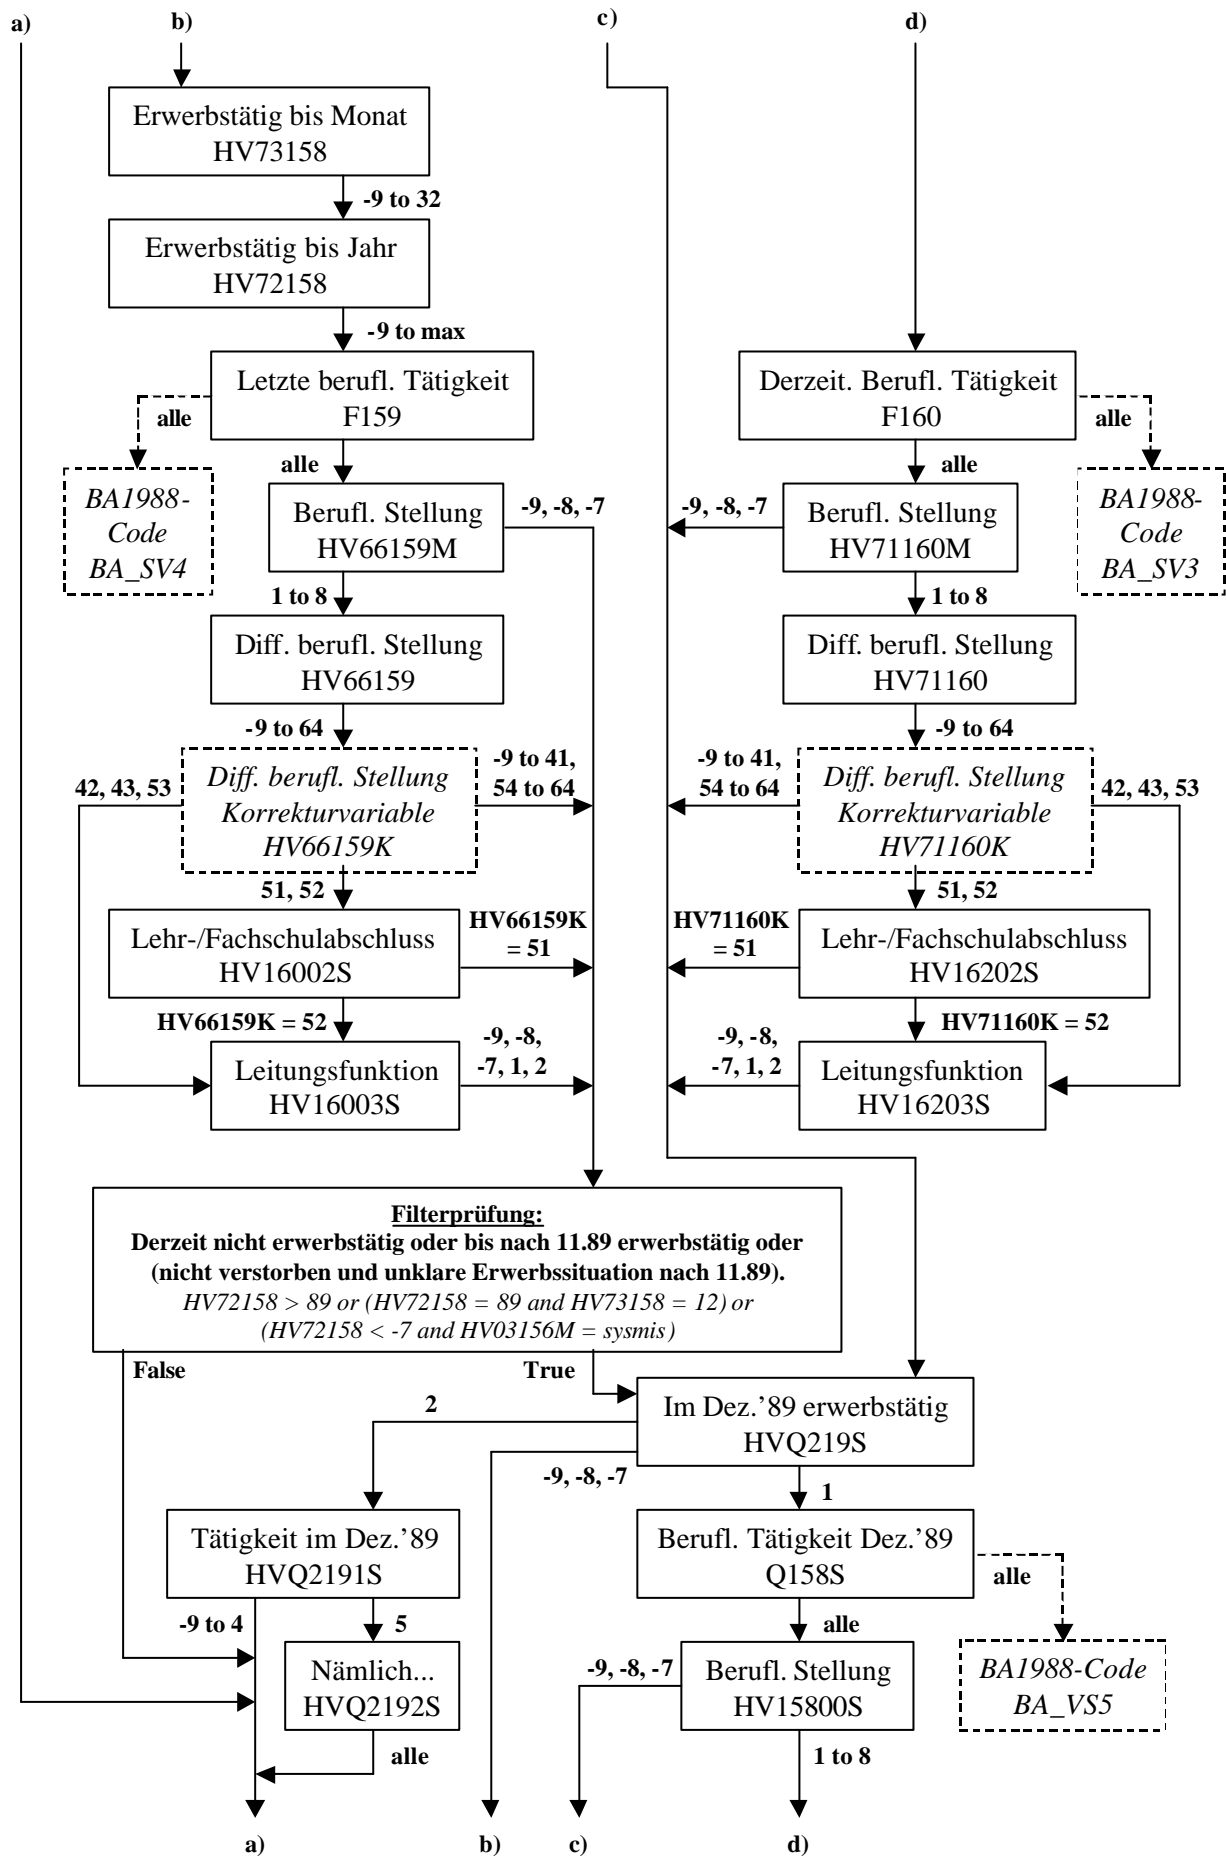 a)
b)
c)
d)
Erwerbstätig bis Monat
HV73158
-9 to 32
Erwerbstätig bis Jahr
HV72158
-9 to max
Letzte berufl. Tätigkeit
F159
alle
alle
BA1988-
Code
BA_SV4
Berufl. Stellung
HV66159M
-9, -8, -7
1 to 8
Diff. berufl. Stellung
HV66159
-9 to 64
Diff. berufl. Stellung
Korrekturvariable
HV66159K
42, 43, 53
-9 to 41,
54 to 64
51, 52
Lehr-/Fachschulabschluss
HV16002S
HV66159K
= 51
HV66159K = 52
Leitungsfunktion
HV16003S
-9, -8,
-7, 1, 2
Derzeit. Berufl. Tätigkeit
F160
alle
alle
BA1988-
Code
BA_SV3
-9, -8, -7
Berufl. Stellung
HV71160M
1 to 8
Diff. berufl. Stellung
HV71160
-9 to 64
-9 to 41,
54 to 64
Diff. berufl. Stellung
Korrekturvariable
HV71160K
42, 43, 53
51, 52
HV71160K
= 51
Lehr-/Fachschulabschluss
HV16202S
HV71160K = 52
-9, -8,
-7, 1, 2
Leitungsfunktion
HV16203S
Filterprüfung:
Derzeit nicht erwerbstätig oder bis nach 11.89 erwerbstätig oder
(nicht verstorben und unklare Erwerbssituation nach 11.89).
HV72158 > 89 or (HV72158 = 89 and HV73158 = 12) or
(HV72158 < -7 and HV03156M = sysmis)
False
True
Im Dez.’89 erwerbstätig
HVQ219S
2
-9, -8, -7
1
Tätigkeit im Dez.’89
HVQ2191S
-9 to 4
5
Nämlich...
HVQ2192S
alle
Berufl. Tätigkeit Dez.’89
Q158S
alle
alle
BA1988-Code
BA_VS5
-9, -8, -7
Berufl. Stellung
HV15800S
1 to 8
a)
b)
c)
d)